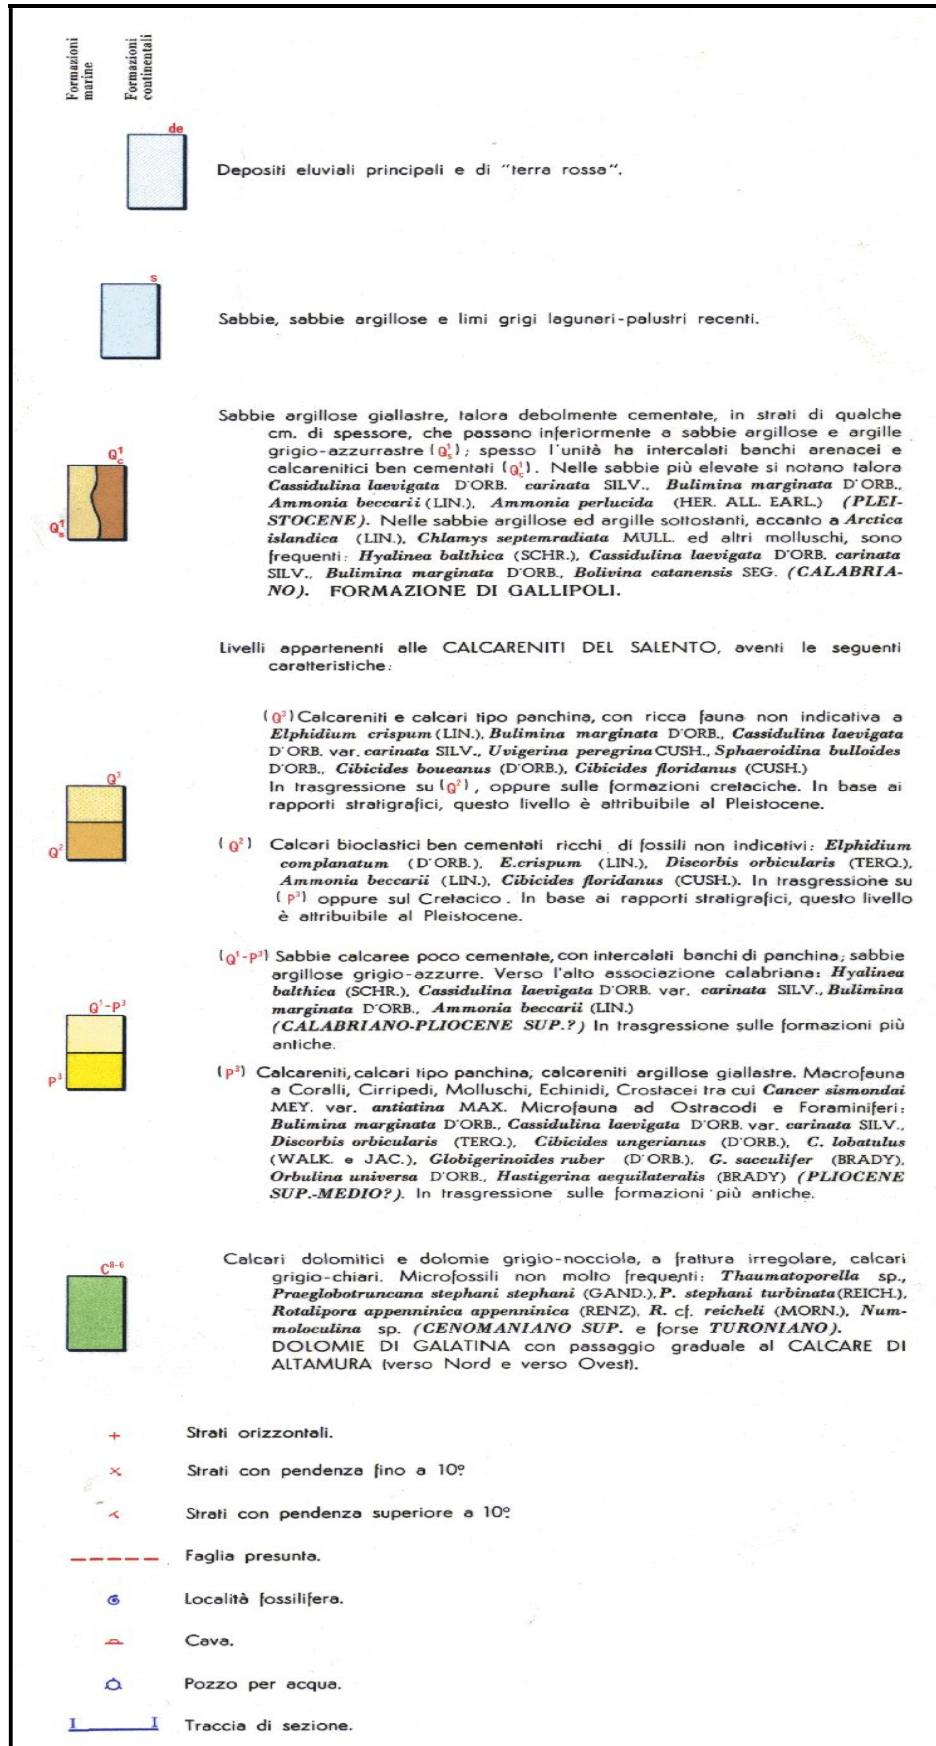 Formazioni
marine
Formazioni
continentali
de
Depositi eluviali principali e di "terra rossa".
s
Sabbie, sabbie argillose e limi grigi lagunari-palustri recenti.
Q¹c
Q¹s
Sabbie argillose giallastre, talora debolmente cementate, in strati di qualche
cm. di spessore, che passano inferiormente a sabbie argillose e argille
grigio-azzurrastre (Q¹s); spesso l'unità ha intercalati banchi arenacei e
calcarenitici ben cementati (Q¹c). Nelle sabbie più elevate si notano talora
Cassidulina laevigata D'ORB. carinata SILV., Bulimina marginata D'ORB.,
Ammonia beccarii (LIN.), Ammonia perlucida (HER. ALL. EARL.) (PLEI-
STOCENE). Nelle sabbie argillose ed argille sottostanti, accanto a Arctica
islandica (LIN.), Chlamys septemradiata MULL. ed altri molluschi, sono
frequenti: Hyalinea balthica (SCHR.), Cassidulina laevigata D'ORB. carinata
SILV., Bulimina marginata D'ORB., Bolivina catanensis SEG. (CALABRIA-
NO). FORMAZIONE DI GALLIPOLI.
Livelli appartenenti alle CALCARENITI DEL SALENTO, aventi le seguenti
caratteristiche:
Q³
Q²
(Q³) Calcareniti e calcari tipo panchina, con ricca fauna non indicativa a
Elphidium crispum (LIN.), Bulimina marginata D'ORB., Cassidulina laevigata
D'ORB. var. carinata SILV., Uvigerina peregrina CUSH., Sphaeroidina bulloides
D'ORB., Cibicides boueanus (D'ORB.), Cibicides floridanus (CUSH.)
In trasgressione su (Q²), oppure sulle formazioni cretaciche. In base ai
rapporti stratigrafici, questo livello è attribuibile al Pleistocene.
(Q²) Calcari bioclastici ben cementati ricchi di fossili non indicativi: Elphidium
complanatum (D'ORB.), E. crispum (LIN.), Discorbis orbicularis (TERQ.),
Ammonia beccarii (LIN.), Cibicides floridanus (CUSH.). In trasgressione su
(P³) oppure sul Cretacico. In base ai rapporti stratigrafici, questo livello
è attribuibile al Pleistocene.
Q¹-P³
P³
(Q¹-P³) Sabbie calcaree poco cementate, con intercalati banchi di panchina; sabbie
argillose grigio-azzurre. Verso l'alto associazione calabriana: Hyalinea
balthica (SCHR.), Cassidulina laevigata D'ORB. var. carinata SILV., Bulimina
marginata D'ORB., Ammonia beccarii (LIN.)
(CALABRIANO-PLIOCENE SUP.?) In trasgressione sulle formazioni più
antiche.
(P³) Calcareniti, calcari tipo panchina, calcareniti argillose giallastre. Macrofauna
a Coralli, Cirripedi, Molluschi, Echinidi, Crostacei tra cui Cancer sismondai
MEY. var. antiatina MAX. Microfauna ad Ostracodi e Foraminiferi:
Bulimina marginata D'ORB., Cassidulina laevigata D'ORB. var. carinata SILV.,
Discorbis orbicularis (TERQ.), Cibicides ungerianus (D'ORB.), C. lobatulus
(WALK. e JAC.), Globigerinoides ruber (D'ORB.), G. sacculifer (BRADY),
Orbulina universa D'ORB., Hastigerina aequilateralis (BRADY) (PLIOCENE
SUP.-MEDIO?). In trasgressione sulle formazioni più antiche.
C⁸⁻⁶
Calcari dolomitici e dolomie grigio-nocciola, a frattura irregolare, calcari
grigio-chiari. Microfossili non molto frequenti: Thaumatoporella sp.,
Praeglobotruncana stephani stephani (GAND.), P. stephani turbinata (REICH.),
Rotalipora appenninica appenninica (RENZ), R. cf. reicheli (MORN.), Num-
moloculina sp. (CENOMANIANO SUP. e forse TURONIANO).
DOLOMIE DI GALATINA con passaggio graduale al CALCARE DI
ALTAMURA (verso Nord e verso Ovest).
Strati orizzontali.
Strati con pendenza fino a 10°
Strati con pendenza superiore a 10°
Faglia presunta.
Località fossilifera.
Cava.
Pozzo per acqua.
I I Traccia di sezione.